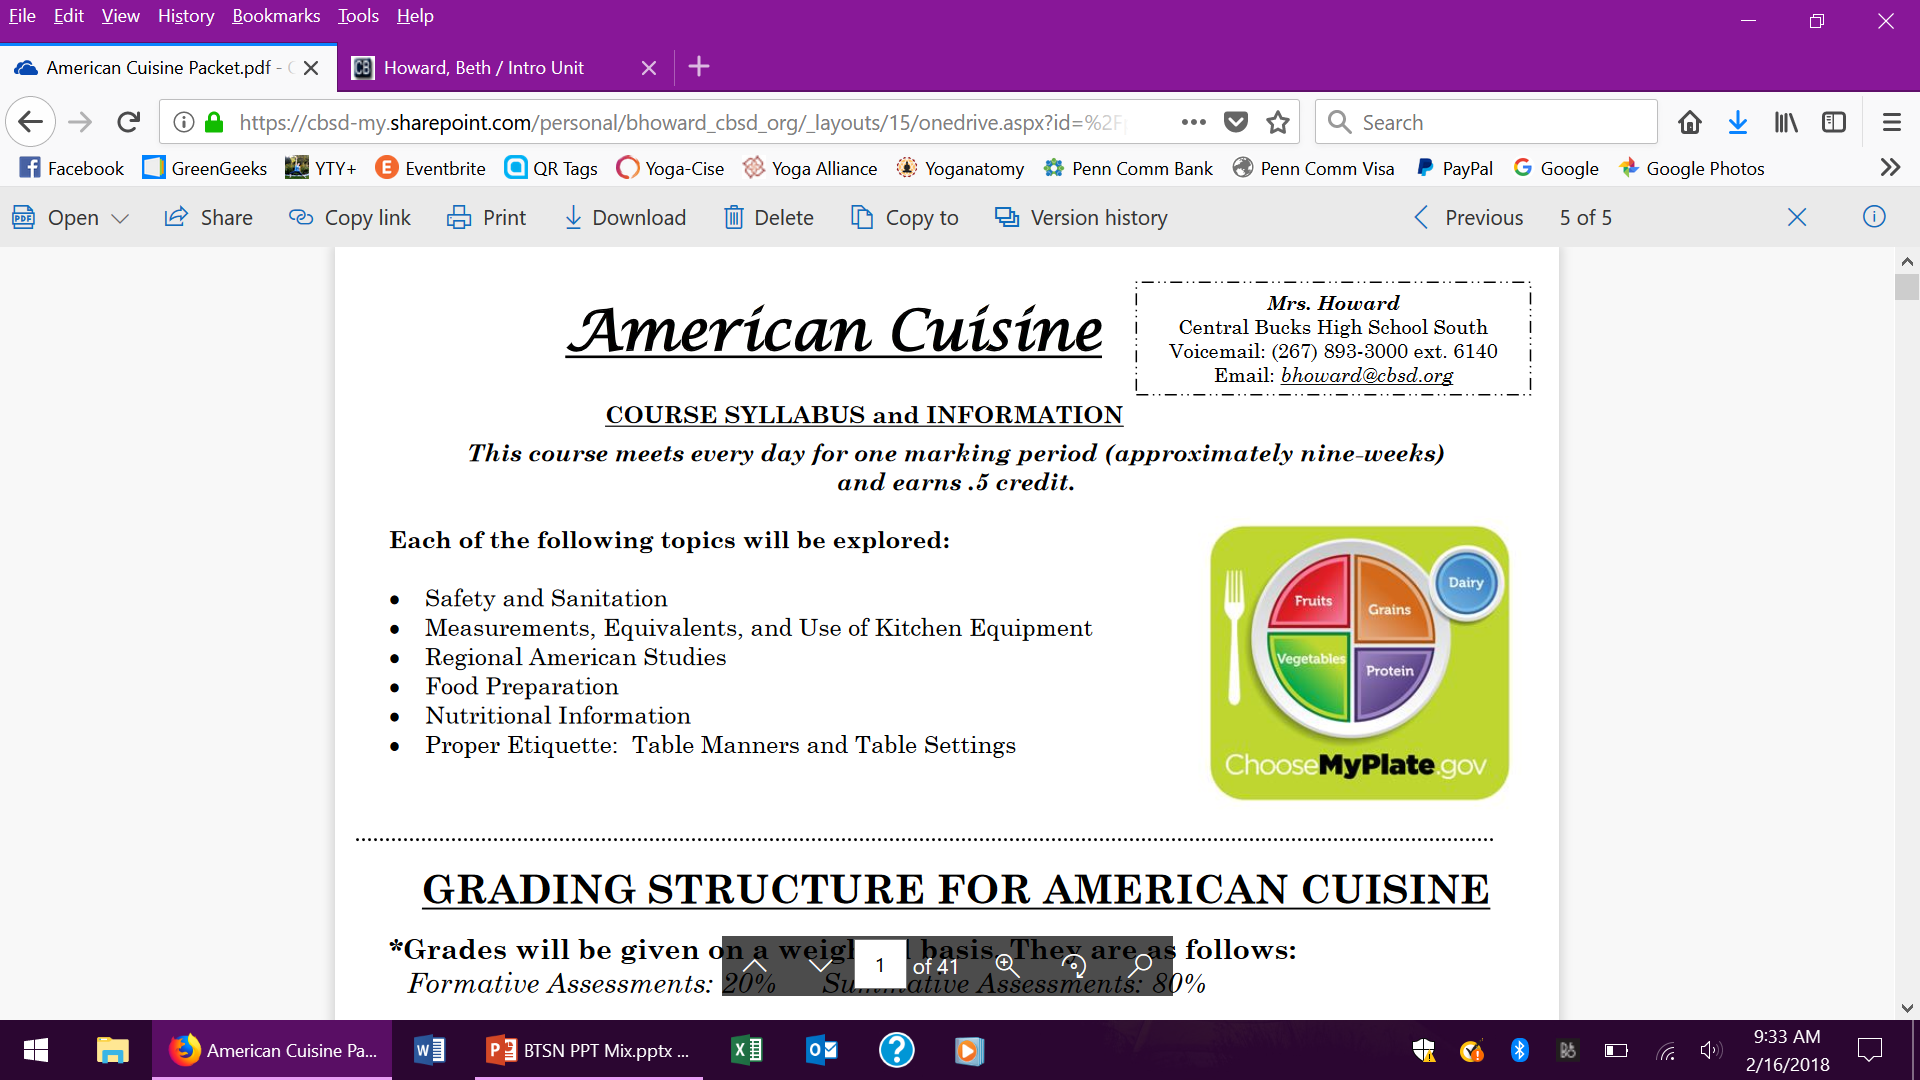 File Edit View History Bookmarks Tools Help
American Cuisine Packet.pdf -
CB Howard, Beth / Intro Unit
https://cbsd-my.sharepoint.com/personal/bhoward_cbsd_org/_layouts/15/onedrive.aspx?id=%2F
Search
Facebook GreenGeeks YTY+ Eventbrite QR Tags Yoga-Cise Yoga Alliance Yoganatomy Penn Comm Bank Penn Comm Visa PayPal Google Google Photos
PDF Open Share Copy link Print Download Delete Copy to Version history Previous 5 of 5
American Cuisine
Mrs. Howard
Central Bucks High School South
Voicemail: (267) 893-3000 ext. 6140
Email: bhoward@cbsd.org
COURSE SYLLABUS and INFORMATION
This course meets every day for one marking period (approximately nine-weeks)
and earns .5 credit.
Each of the following topics will be explored:
• Safety and Sanitation
• Measurements, Equivalents, and Use of Kitchen Equipment
• Regional American Studies
• Food Preparation
• Nutritional Information
• Proper Etiquette: Table Manners and Table Settings
Dairy
Fruits Grains
Vegetables Protein
ChooseMyPlate.gov
GRADING STRUCTURE FOR AMERICAN CUISINE
*Grades will be given on a weighted basis. They are as follows:
Formative Assessments: 20% Summative Assessments: 80%
1 of 41
American Cuisine Pa...
BTSN PPT Mix.pptx ...
9:33 AM
2/16/2018